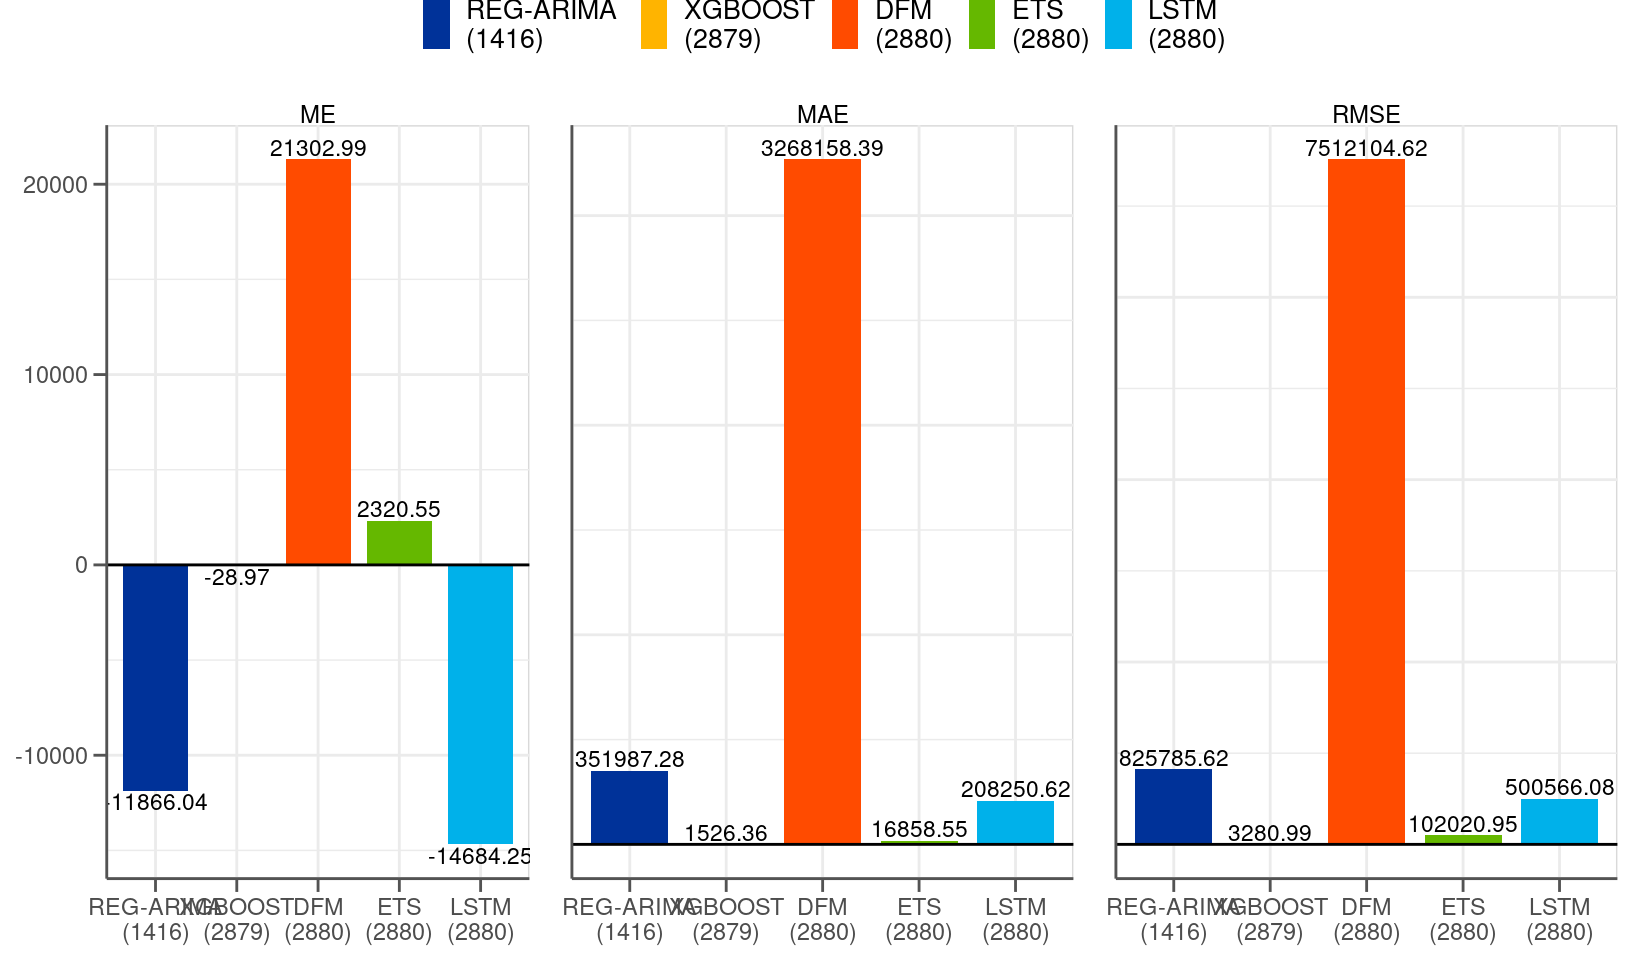 REG-ARIMA XGBOOST DFM ETS LSTM
(1416) (2879) (2880) (2880) (2880)
ME MAE RMSE
21302.99 3268158.39 7512104.62
20000
10000
2320.55
0
-28.97
-10000
-11866.04
-14684.25
351987.28
1526.36
16858.55
208250.62
825785.62
3280.99
102020.95
500566.08
REG-ARIMA XGBOOST DFM ETS LSTM REG-ARIMA XGBOOST DFM ETS LSTM REG-ARIMA XGBOOST DFM ETS LSTM
(1416) (2879) (2880) (2880) (2880) (1416) (2879) (2880) (2880) (2880) (1416) (2879) (2880) (2880) (2880)